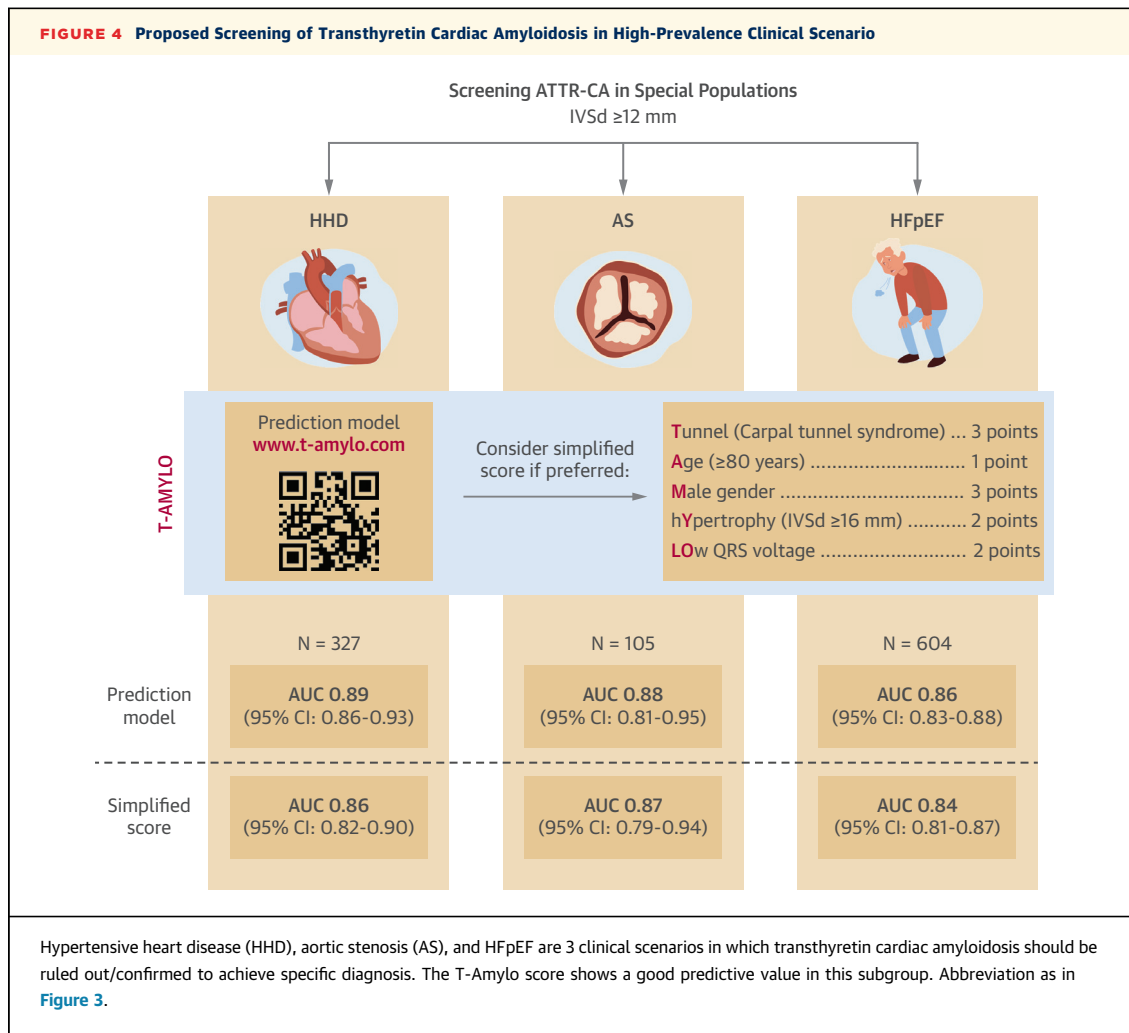 FIGURE 4 Proposed Screening of Transthyretin Cardiac Amyloidosis in High-Prevalence Clinical Scenario
Screening ATTR-CA in Special Populations
IVSd ≥12 mm
HHD
AS
HFpEF
T-AMYLO
Prediction model
www.t-amylo.com
Consider simplified
score if preferred:
Tunnel (Carpal tunnel syndrome) ... 3 points
Age (≥80 years) ............................ 1 point
Male gender ................................. 3 points
hYpertrophy (IVSd ≥16 mm) .......... 2 points
LOw QRS voltage .......................... 2 points
N = 327
N = 105
N = 604
Prediction
model
AUC 0.89
(95% CI: 0.86-0.93)
AUC 0.88
(95% CI: 0.81-0.95)
AUC 0.86
(95% CI: 0.83-0.88)
Simplified
score
AUC 0.86
(95% CI: 0.82-0.90)
AUC 0.87
(95% CI: 0.79-0.94)
AUC 0.84
(95% CI: 0.81-0.87)
Hypertensive heart disease (HHD), aortic stenosis (AS), and HFpEF are 3 clinical scenarios in which transthyretin cardiac amyloidosis should be
ruled out/confirmed to achieve specific diagnosis. The T-Amylo score shows a good predictive value in this subgroup. Abbreviation as in
Figure 3.